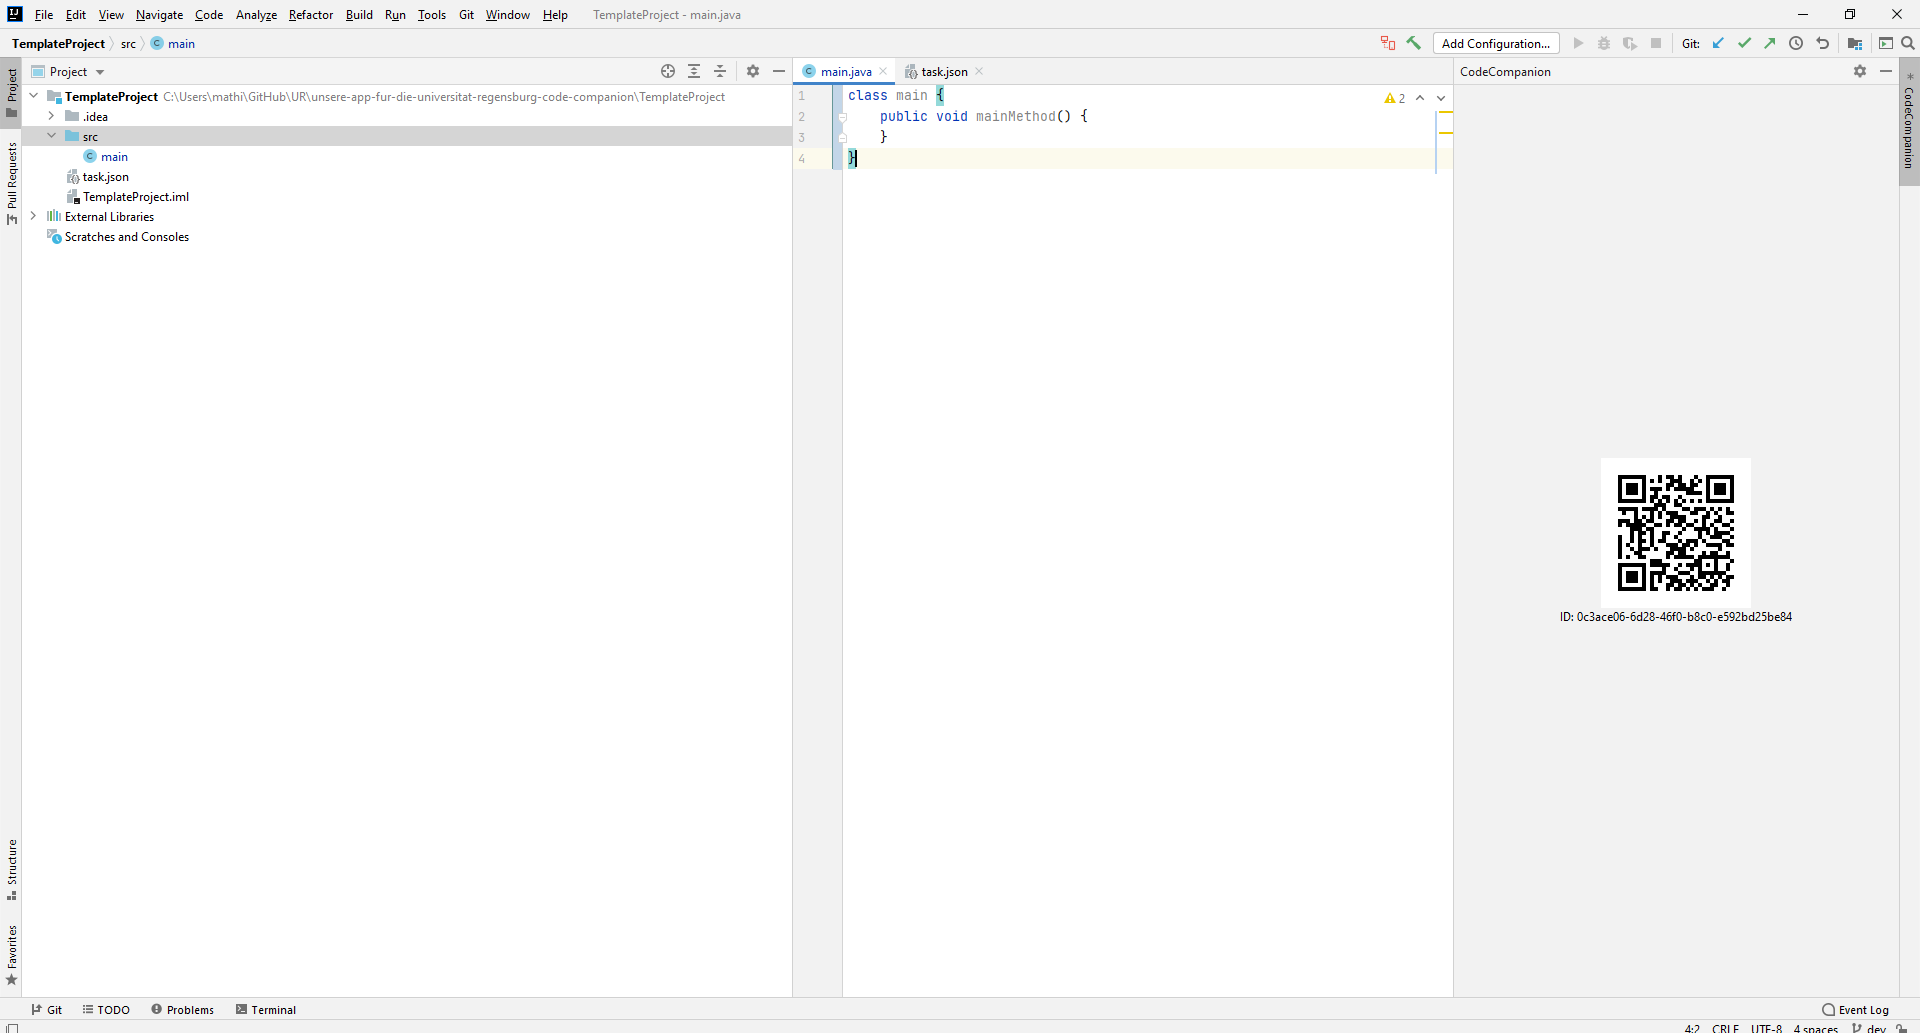 File Edit View Navigate Code Analyze Refactor Build Run Tools Git Window Help TemplateProject - main.java
TemplateProject src main
Add Configuration... Git:
Project
main.java task.json
CodeCompanion
Project
Pull Requests
Structure
Favorites
TemplateProject C:\Users\mathi\GitHub\UR\unsere-app-fur-die-universitat-regensburg-code-companion\TemplateProject
.idea
src
main
task.json
TemplateProject.iml
External Libraries
Scratches and Consoles
1 class main {
2 public void mainMethod() {
3 }
4 }
2
CodeCompanion
ID: 0c3ace06-6d28-46f0-b8c0-e592bd25be84
Git TODO Problems Terminal Event Log
4:2 CRLF UTF-8 4 spaces dev